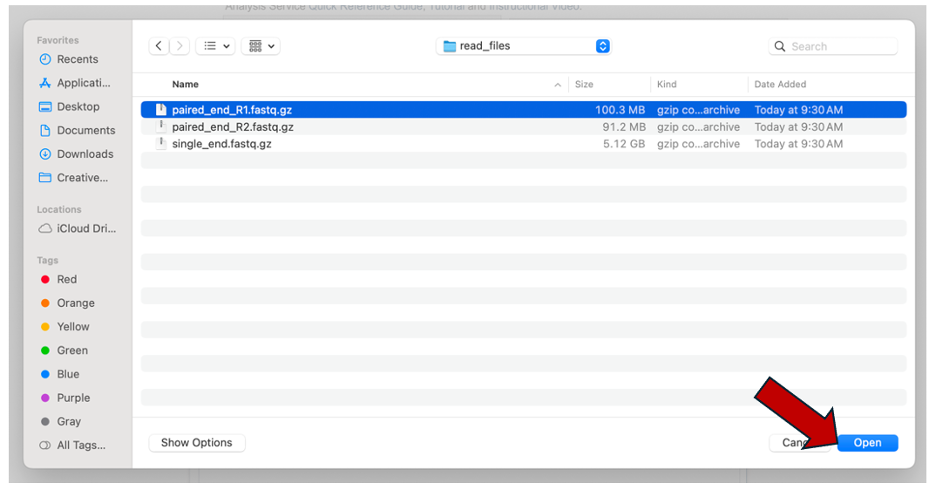 Analysis Service Quick Reference Guide, Tutorial and Instructional Video.
Favorites
Recents
Applicati...
Desktop
Documents
Downloads
Creative...
Locations
iCloud Dri...
Tags
Red
Orange
Yellow
Green
Blue
Purple
Gray
All Tags...
read_files
Search
Name Size Kind Date Added
paired_end_R1.fastq.gz 100.3 MB gzip co...archive Today at 9:30 AM
paired_end_R2.fastq.gz 91.2 MB gzip co...archive Today at 9:30 AM
single_end.fastq.gz 5.12 GB gzip co...archive Today at 9:30 AM
Show Options
Open